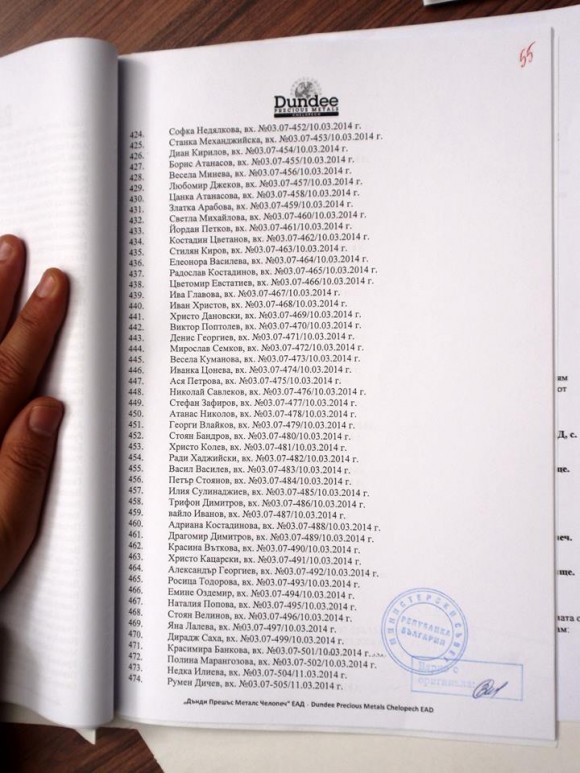 55
Dundee
PRECIOUS METALS
CHELOPECH
424. Софка Недялкова, вх. №03.07-452/10.03.2014 г.
425. Станка Механджийска, вх. №03.07-453/10.03.2014 г.
426. Диан Кирилов, вх. №03.07-454/10.03.2014 г.
427. Борис Атанасов, вх. №03.07-455/10.03.2014 г.
428. Весела Минева, вх. №03.07-456/10.03.2014 г.
429. Любомир Джеков, вх. №03.07-457/10.03.2014 г.
430. Цанка Атанасова, вх. №03.07-458/10.03.2014 г.
431. Златка Арабова, вх. №03.07-459/10.03.2014 г.
432. Светла Михайлова, вх. №03.07-460/10.03.2014 г.
433. Йордан Петков, вх. №03.07-461/10.03.2014 г.
434. Костадин Цветанов, вх. №03.07-462/10.03.2014 г.
435. Стилян Киров, вх. №03.07-463/10.03.2014 г.
436. Елеонора Василева, вх. №03.07-464/10.03.2014 г.
437. Радослав Костадинов, вх. №03.07-465/10.03.2014 г.
438. Цветомир Евстатиев, вх. №03.07-466/10.03.2014 г.
439. Ива Главова, вх. №03.07-467/10.03.2014 г.
440. Иван Христов, вх. №03.07-468/10.03.2014 г.
441. Христо Дановски, вх. №03.07-469/10.03.2014 г.
442. Виктор Поптолев, вх. №03.07-470/10.03.2014 г.
443. Денис Георгиев, вх. №03.07-471/10.03.2014 г.
444. Мирослав Семков, вх. №03.07-472/10.03.2014 г.
445. Весела Куманова, вх. №03.07-473/10.03.2014 г.
446. Иванка Цонева, вх. №03.07-474/10.03.2014 г.
447. Ася Петрова, вх. №03.07-475/10.03.2014 г.
448. Николай Санлеков, вх. №03.07-476/10.03.2014 г.
449. Стефан Зафиров, вх. №03.07-477/10.03.2014 г.
450. Атанас Николов, вх. №03.07-478/10.03.2014 г.
451. Георги Влайков, вх. №03.07-479/10.03.2014 г.
452. Стоян Бандров, вх. №03.07-480/10.03.2014 г.
453. Христо Колев, вх. №03.07-481/10.03.2014 г.
454. Ради Хаджийски, вх. №03.07-482/10.03.2014 г.
455. Васил Василев, вх. №03.07-483/10.03.2014 г.
456. Петър Стоянов, вх. №03.07-484/10.03.2014 г.
457. Илия Сулинаджиев, вх. №03.07-485/10.03.2014 г.
458. Трифон Димитров, вх. №03.07-486/10.03.2014 г.
459. вайло Иванов, вх. №03.07-487/10.03.2014 г.
460. Адриана Костадинова, вх. №03.07-488/10.03.2014 г.
461. Драгомир Димитров, вх. №03.07-489/10.03.2014 г.
462. Красина Въткова, вх. №03.07-490/10.03.2014 г.
463. Христо Кацарски, вх. №03.07-491/10.03.2014 г.
464. Александър Георгиев, вх. №03.07-492/10.03.2014 г.
465. Росица Тодорова, вх. №03.07-493/10.03.2014 г.
466. Емине Оздемир, вх. №03.07-494/10.03.2014 г.
467. Наталия Попова, вх. №03.07-495/10.03.2014 г.
468. Стоян Велинов, вх. №03.07-496/10.03.2014 г.
469. Яна Лалева, вх. №03.07-497/10.03.2014 г.
470. Дирадж Саха, вх. №03.07-499/10.03.2014 г.
471. Красимира Банкова, вх. №03.07-501/10.03.2014 г.
472. Полина Марангозова, вх. №03.07-502/10.03.2014 г.
473. Недка Илиева, вх. №03.07-504/11.03.2014 г.
474. Румен Дичев, вх. №03.07-505/11.03.2014 г.
МИНИСТЕРСКИ СЪВЕТ
РЕПУБЛИКА
БЪЛГАРИЯ
Вярно с
оригинала:
„Дънди Прешъс Металс Челопеч" ЕАД - Dundee Precious Metals Chelopech EAD